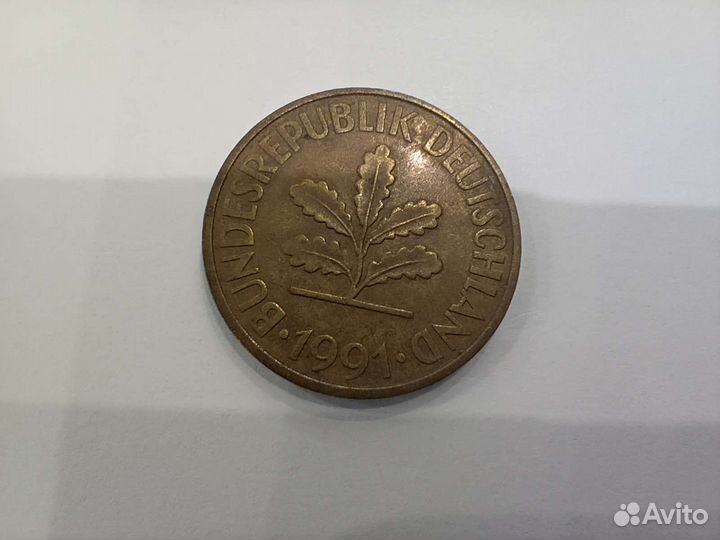 BUNDESREPUBLIK DEUTSCHLAND
· 1991 ·
Avito